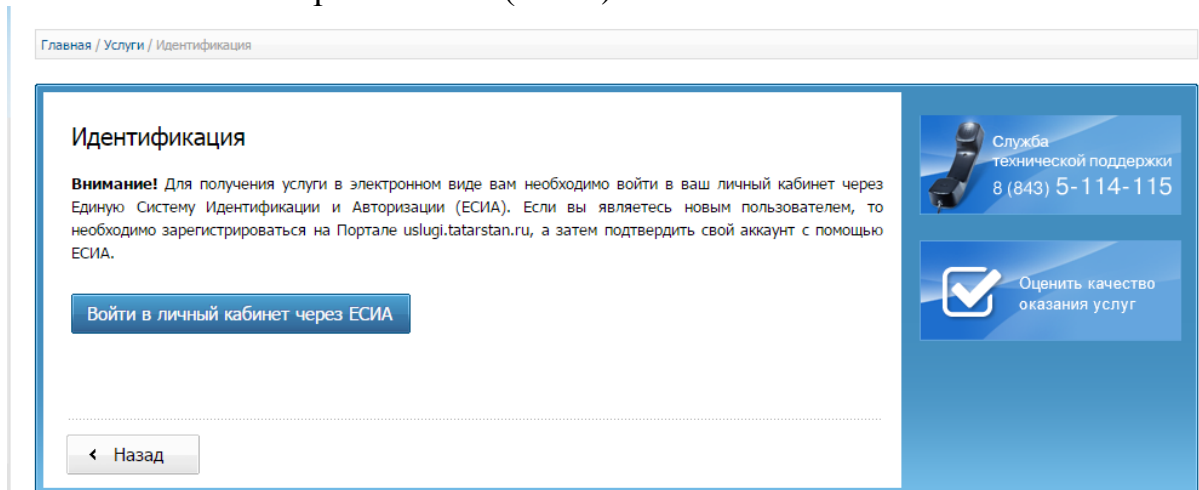 Главная / Услуги / Идентификация
Идентификация
Внимание! Для получения услуги в электронном виде вам необходимо войти в ваш личный кабинет через
Единую Систему Идентификации и Авторизации (ЕСИА). Если вы являетесь новым пользователем, то
необходимо зарегистрироваться на Портале uslugi.tatarstan.ru, а затем подтвердить свой аккаунт с помощью
ЕСИА.
Войти в личный кабинет через ЕСИА
Назад
Служба
технической поддержки
8 (843) 5-114-115
Оценить качество
оказания услуг